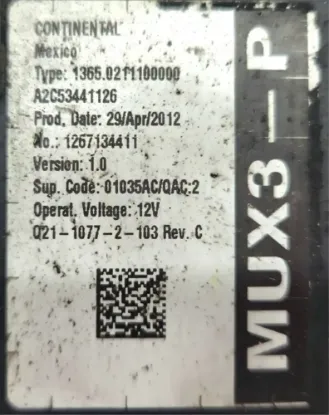 CONTINENTAL
Mexico
Type: 1365.0211100000
A2C53441126
Prod. Date: 29/Apr/2012
No.: 1267134411
Version: 1.0
Sup. Code: 01035AC/QAC:2
Operat. Voltage: 12V
Q21-1077-2-103 Rev. C
MUX3-P